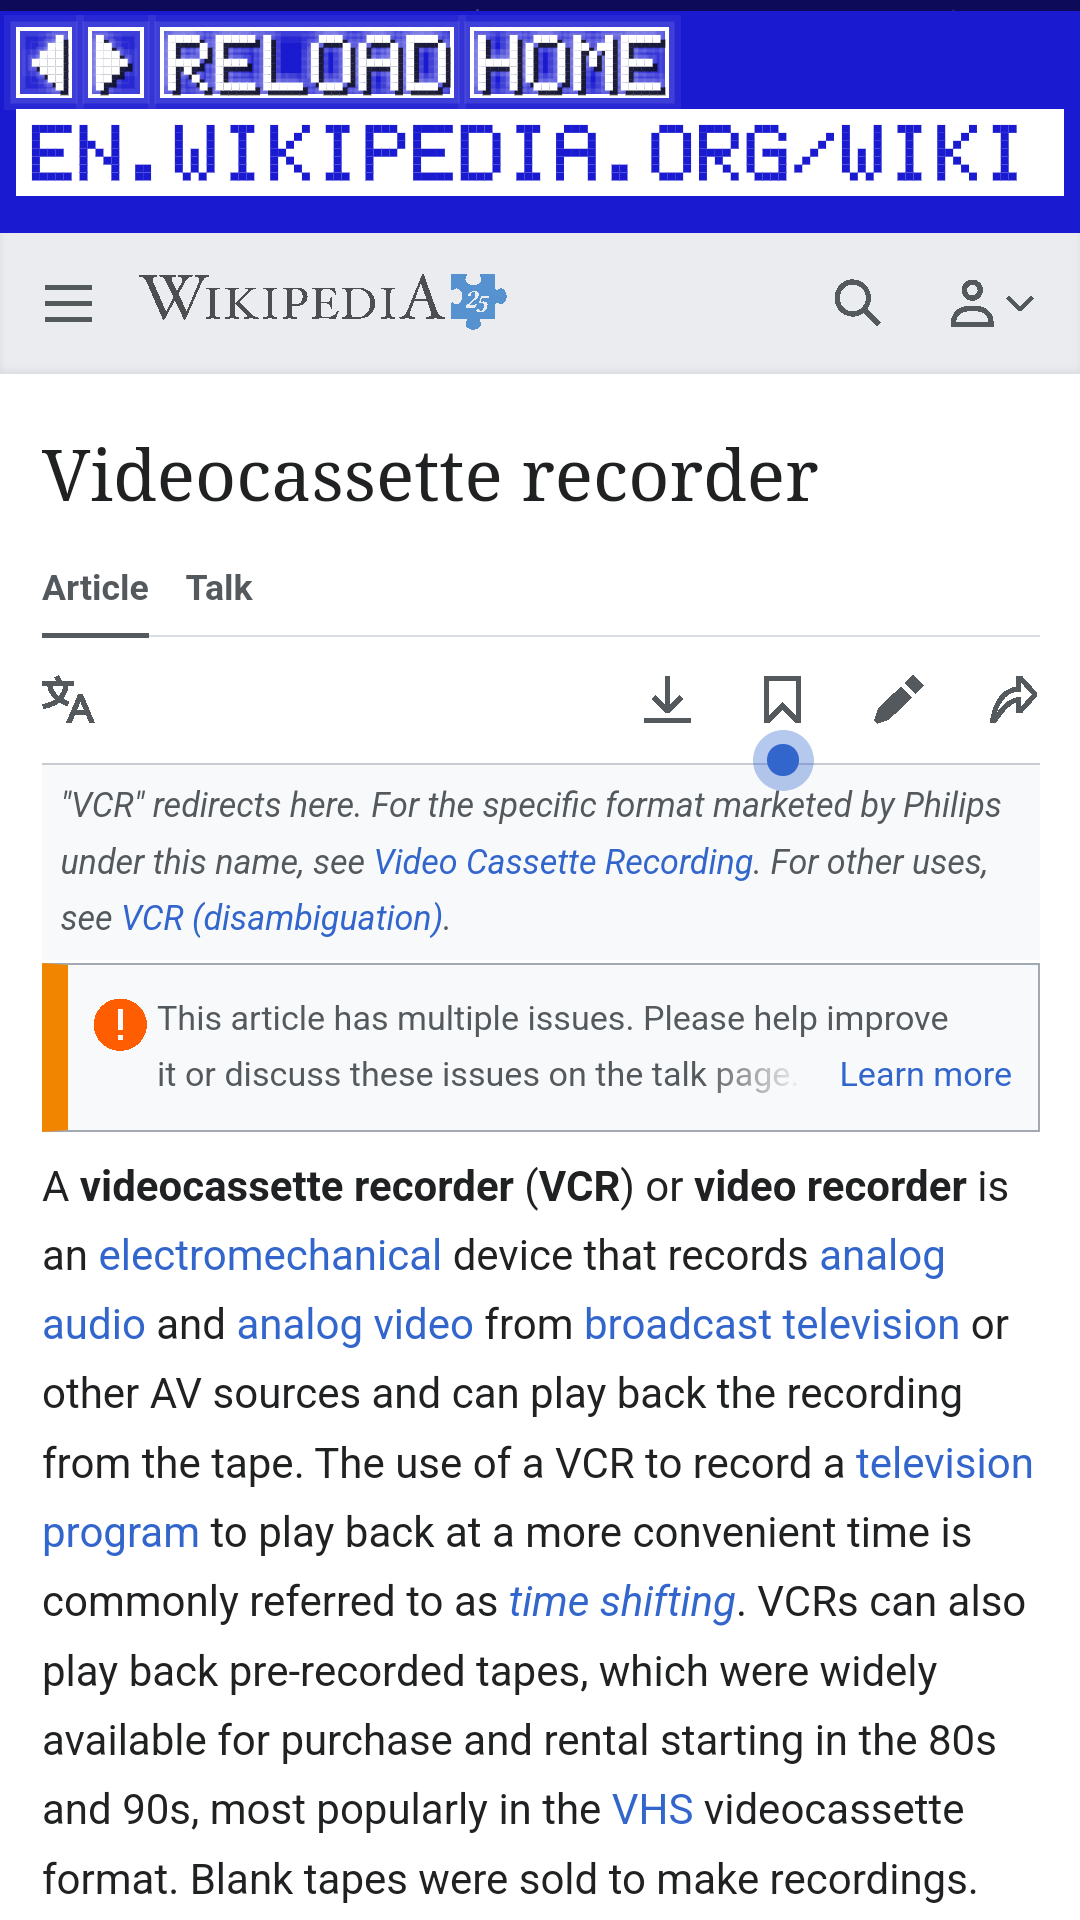 RELOAD HOME
EN.WIKIPEDIA.ORG/WIKI
WIKIPEDIA 25
Videocassette recorder
Article Talk
文A
"VCR" redirects here. For the specific format marketed by Philips
under this name, see Video Cassette Recording. For other uses,
see VCR (disambiguation).
This article has multiple issues. Please help improve
it or discuss these issues on the talk page. Learn more
A videocassette recorder (VCR) or video recorder is
an electromechanical device that records analog
audio and analog video from broadcast television or
other AV sources and can play back the recording
from the tape. The use of a VCR to record a television
program to play back at a more convenient time is
commonly referred to as time shifting. VCRs can also
play back pre-recorded tapes, which were widely
available for purchase and rental starting in the 80s
and 90s, most popularly in the VHS videocassette
format. Blank tapes were sold to make recordings.